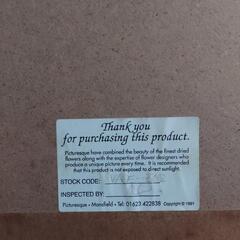 Thank you
for purchasing this product.
Picturesque have combined the beauty of the finest dried
flowers along with the expertise of flower designers who
produce a unique picture every time. It is recommended
that this product is not exposed to direct sunlight.
STOCK CODE:
INSPECTED BY:
Picturesque • Mansfield • Tel: 01623 422838 Copyright © 1991